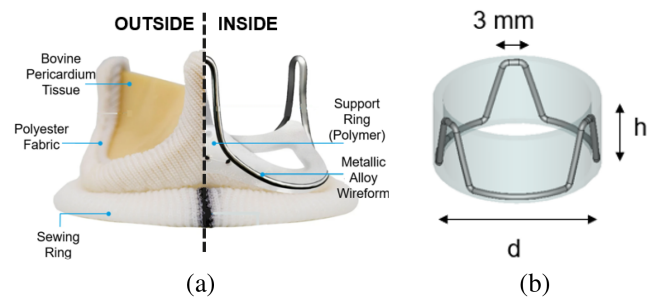 OUTSIDE INSIDE
Bovine
Pericardium
Tissue
Polyester
Fabric
Sewing
Ring
Support
Ring
(Polymer)
Metallic
Alloy
Wireform
(a)
3 mm
h
d
(b)